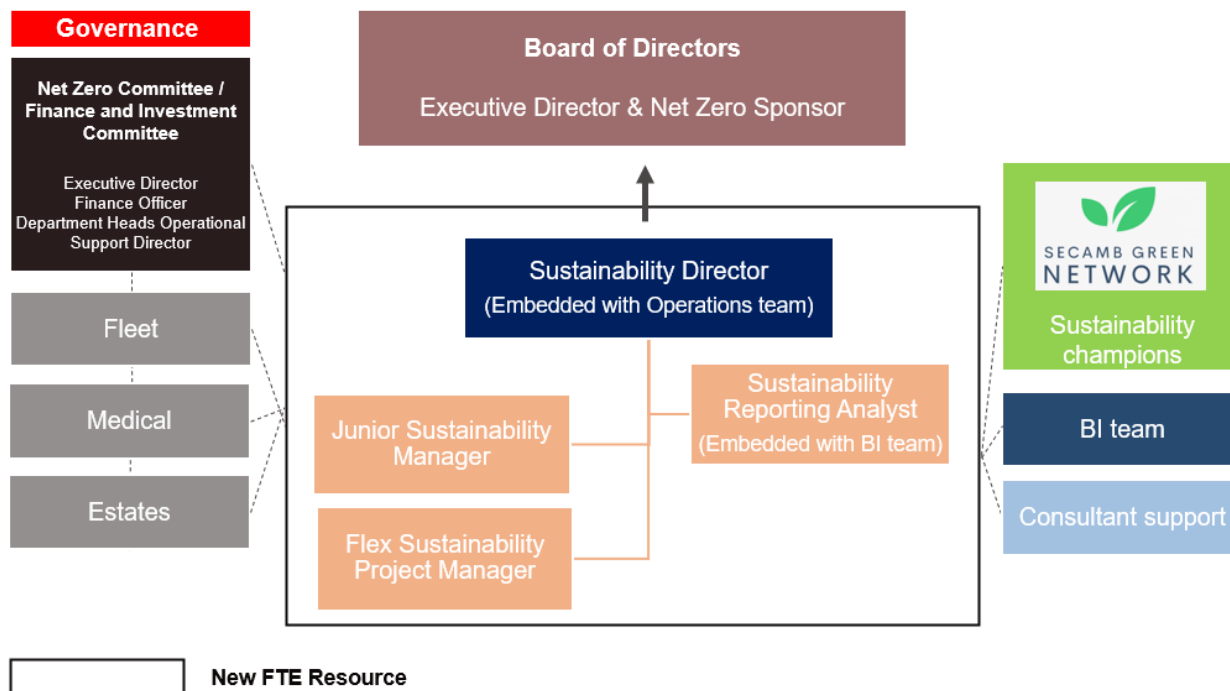 Governance
Net Zero Committee /
Finance and Investment
Committee
Executive Director
Finance Officer
Department Heads Operational
Support Director
Fleet
Medical
Estates
Board of Directors
Executive Director & Net Zero Sponsor
Sustainability Director
(Embedded with Operations team)
Junior Sustainability
Manager
Sustainability
Reporting Analyst
(Embedded with BI team)
Flex Sustainability
Project Manager
SECAMB GREEN
NETWORK
Sustainability
champions
BI team
Consultant support
New FTE Resource